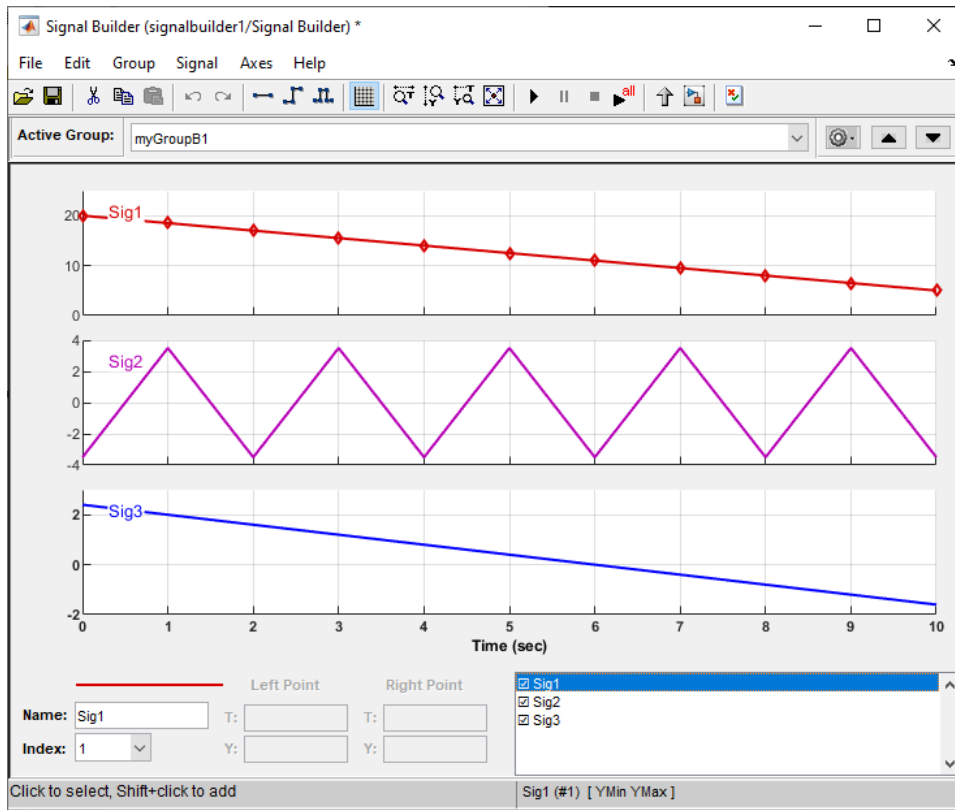 Signal Builder (signalbuilder1/Signal Builder) *
File Edit Group Signal Axes Help
all
Active Group: myGroupB1
Sig1
20
10
0
Sig2
4
2
0
-2
-4
Sig3
2
0
-2
0 1 2 3 4 5 6 7 8 9 10
Time (sec)
Left Point Right Point
Name: Sig1 T: T:
Index: 1 Y: Y:
Sig1
Sig2
Sig3
Click to select, Shift+click to add Sig1 (#1) [ YMin YMax ]